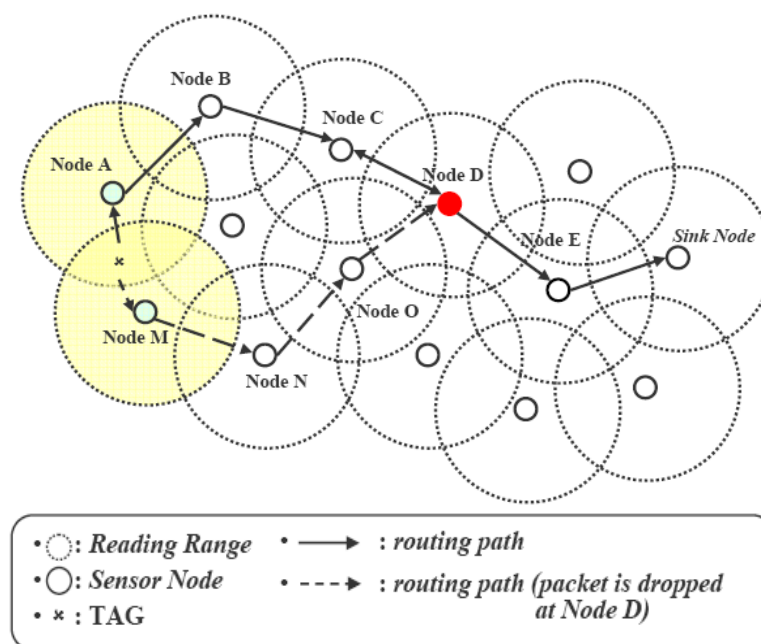 Node B
Node C
Node A
Node D
Node E
Sink Node
Node O
Node M
Node N
• : Reading Range
• : Sensor Node
• × : TAG
• : routing path
• : routing path (packet is dropped
at Node D)